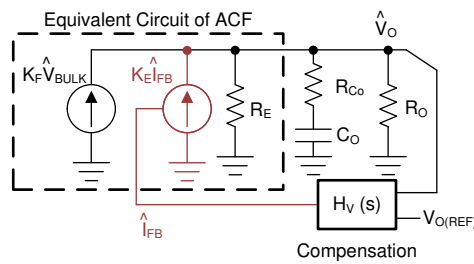 Equivalent Circuit of ACF
V̂O
KFV̂BULK
KEÎFB
RE
RCo
CO
RO
HV (s)
VO(REF)
ÎFB
Compensation